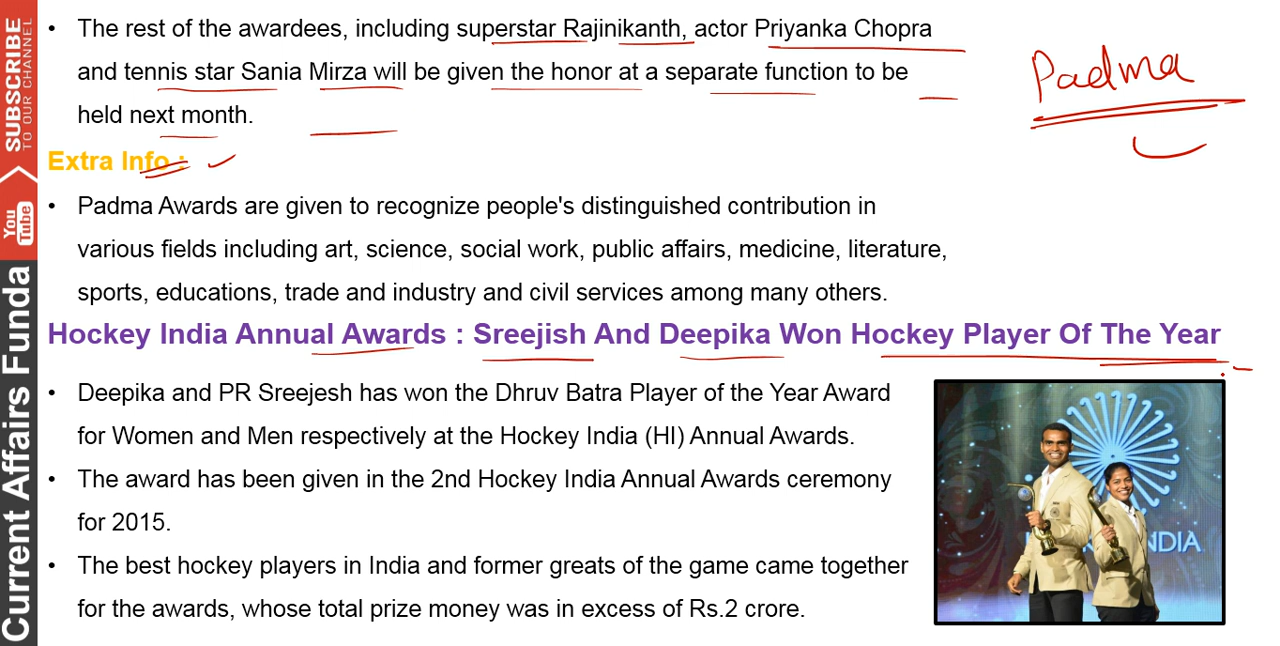 SUBSCRIBE
TO OUR CHANNEL
You
Tube
Current Affairs Funda
• The rest of the awardees, including superstar Rajinikanth, actor Priyanka Chopra
and tennis star Sania Mirza will be given the honor at a separate function to be
held next month.
Padma
Extra Info :
• Padma Awards are given to recognize people's distinguished contribution in
various fields including art, science, social work, public affairs, medicine, literature,
sports, educations, trade and industry and civil services among many others.
Hockey India Annual Awards : Sreejish And Deepika Won Hockey Player Of The Year
• Deepika and PR Sreejesh has won the Dhruv Batra Player of the Year Award
for Women and Men respectively at the Hockey India (HI) Annual Awards.
• The award has been given in the 2nd Hockey India Annual Awards ceremony
for 2015.
• The best hockey players in India and former greats of the game came together
for the awards, whose total prize money was in excess of Rs.2 crore.